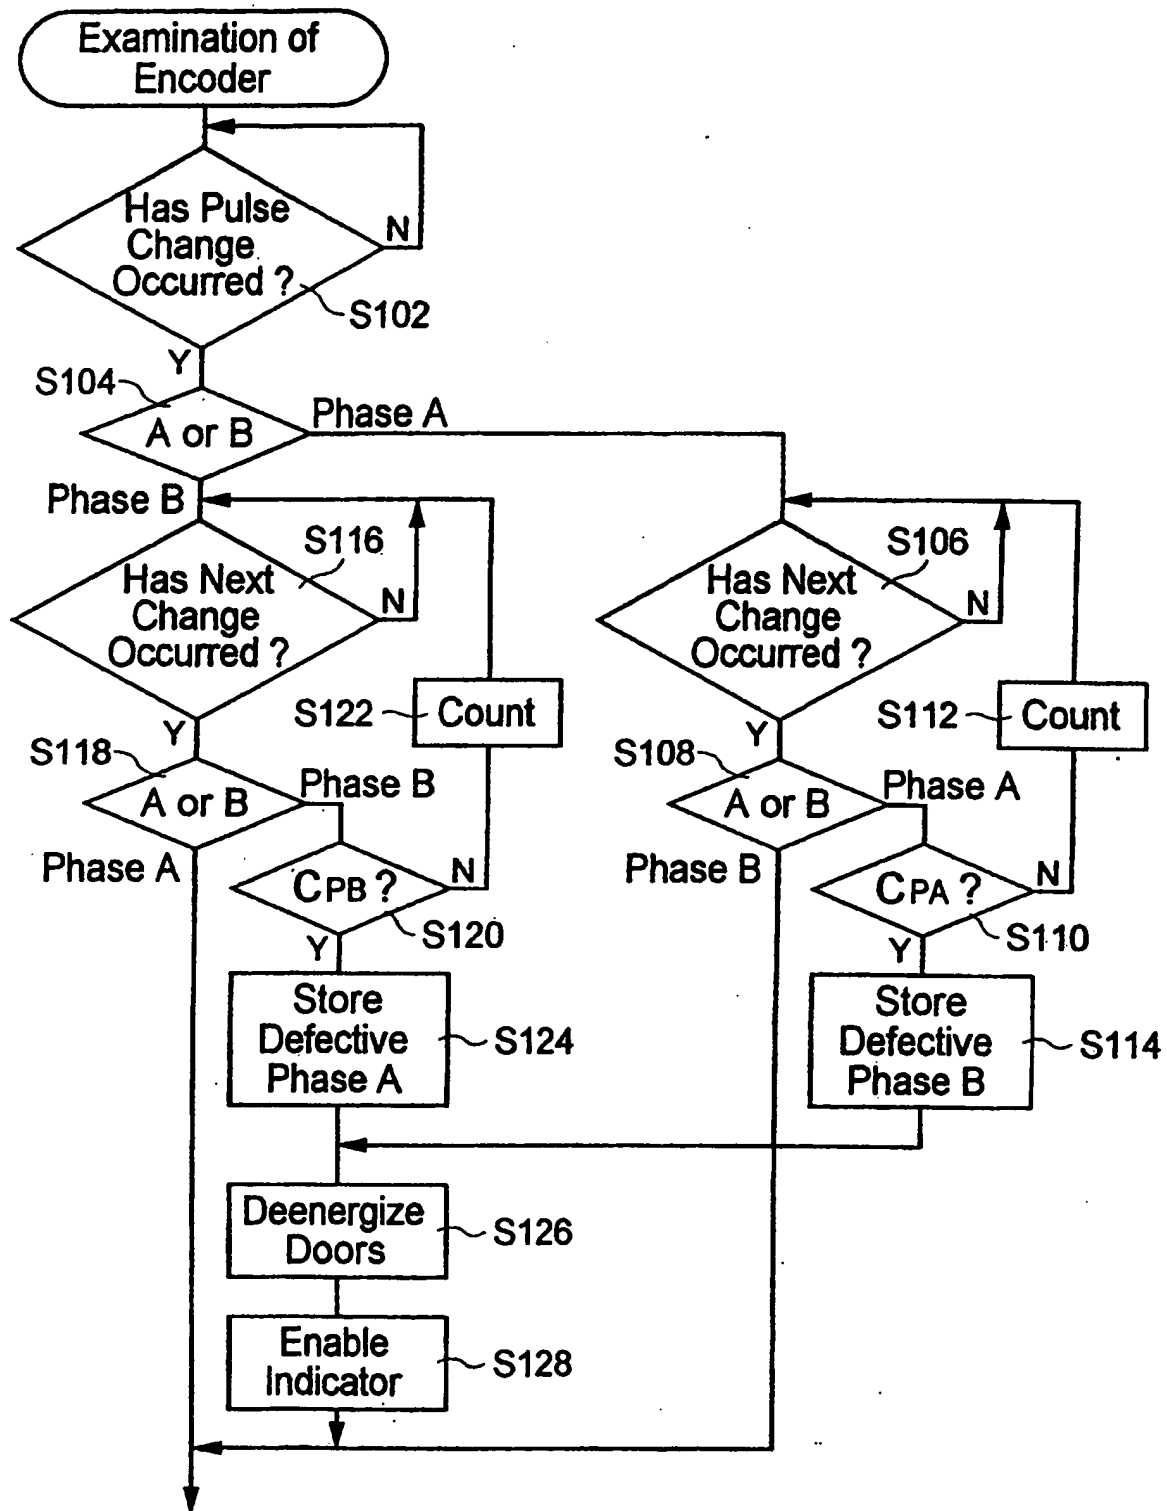 Examination of
Encoder
Has Pulse
Change
Occurred ?
N
S102
Y
S104
A or B
Phase A
Phase B
S116
Has Next
Change
Occurred ?
N
S106
Has Next
Change
Occurred ?
N
S122
Count
S112
Count
Y
S118
A or B
Phase B
Phase A
Y
S108
A or B
Phase A
Phase B
CPB ?
N
S120
Y
CPA ?
N
S110
Y
Store
Defective
Phase A
S124
Store
Defective
Phase B
S114
Deenergize
Doors
S126
Enable
Indicator
S128